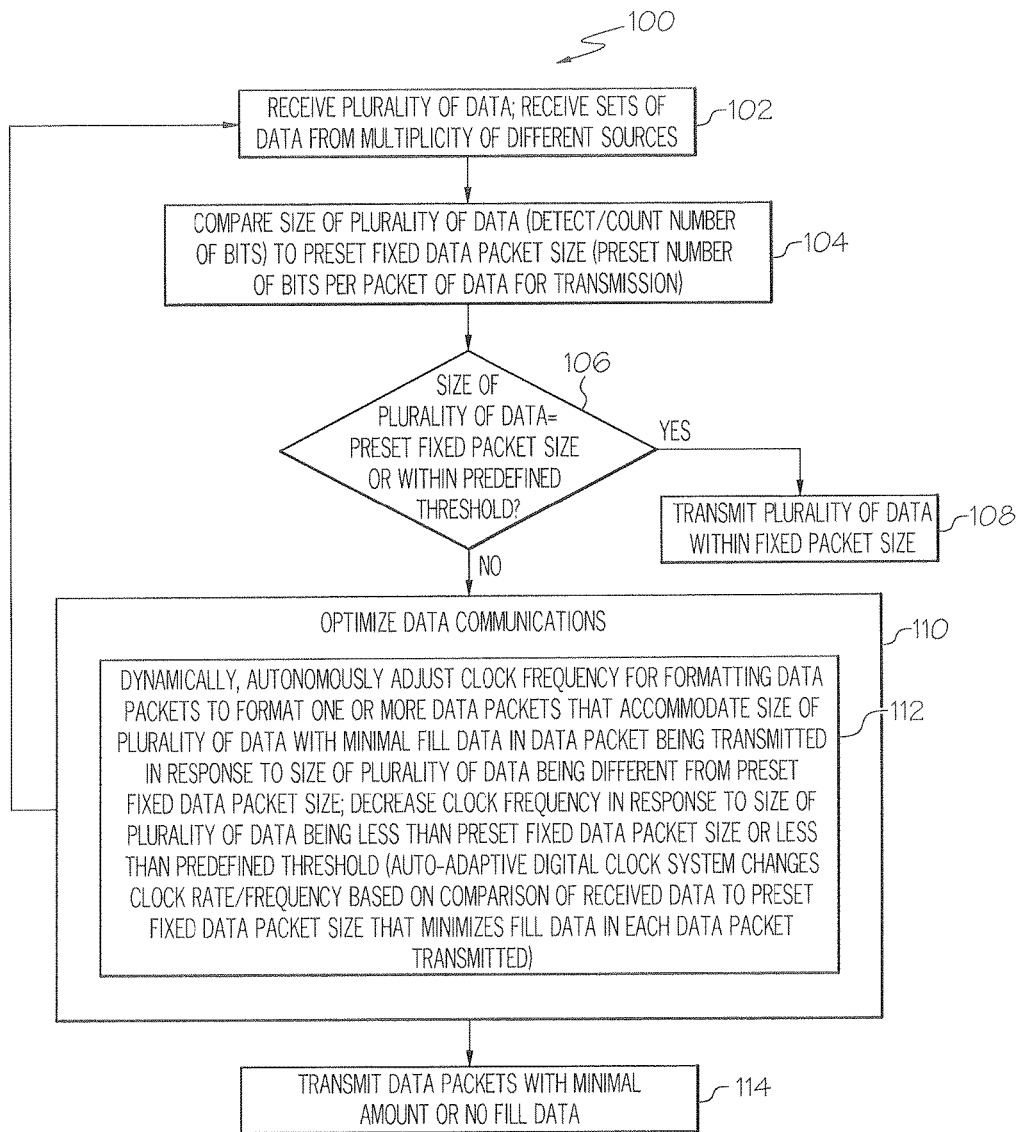 100
RECEIVE PLURALITY OF DATA; RECEIVE SETS OF
DATA FROM MULTIPLICITY OF DIFFERENT SOURCES
102
COMPARE SIZE OF PLURALITY OF DATA (DETECT/COUNT NUMBER
OF BITS) TO PRESET FIXED DATA PACKET SIZE (PRESET NUMBER
OF BITS PER PACKET OF DATA FOR TRANSMISSION)
104
106
SIZE OF
PLURALITY OF DATA=
PRESET FIXED PACKET SIZE
OR WITHIN PREDEFINED
THRESHOLD?
YES
TRANSMIT PLURALITY OF DATA
WITHIN FIXED PACKET SIZE
108
NO
OPTIMIZE DATA COMMUNICATIONS
110
DYNAMICALLY, AUTONOMOUSLY ADJUST CLOCK FREQUENCY FOR FORMATTING DATA
PACKETS TO FORMAT ONE OR MORE DATA PACKETS THAT ACCOMMODATE SIZE OF
PLURALITY OF DATA WITH MINIMAL FILL DATA IN DATA PACKET BEING TRANSMITTED
IN RESPONSE TO SIZE OF PLURALITY OF DATA BEING DIFFERENT FROM PRESET
FIXED DATA PACKET SIZE; DECREASE CLOCK FREQUENCY IN RESPONSE TO SIZE OF
PLURALITY OF DATA BEING LESS THAN PRESET FIXED DATA PACKET SIZE OR LESS
THAN PREDEFINED THRESHOLD (AUTO-ADAPTIVE DIGITAL CLOCK SYSTEM CHANGES
CLOCK RATE/FREQUENCY BASED ON COMPARISON OF RECEIVED DATA TO PRESET
FIXED DATA PACKET SIZE THAT MINIMIZES FILL DATA IN EACH DATA PACKET
TRANSMITTED)
112
TRANSMIT DATA PACKETS WITH MINIMAL
AMOUNT OR NO FILL DATA
114